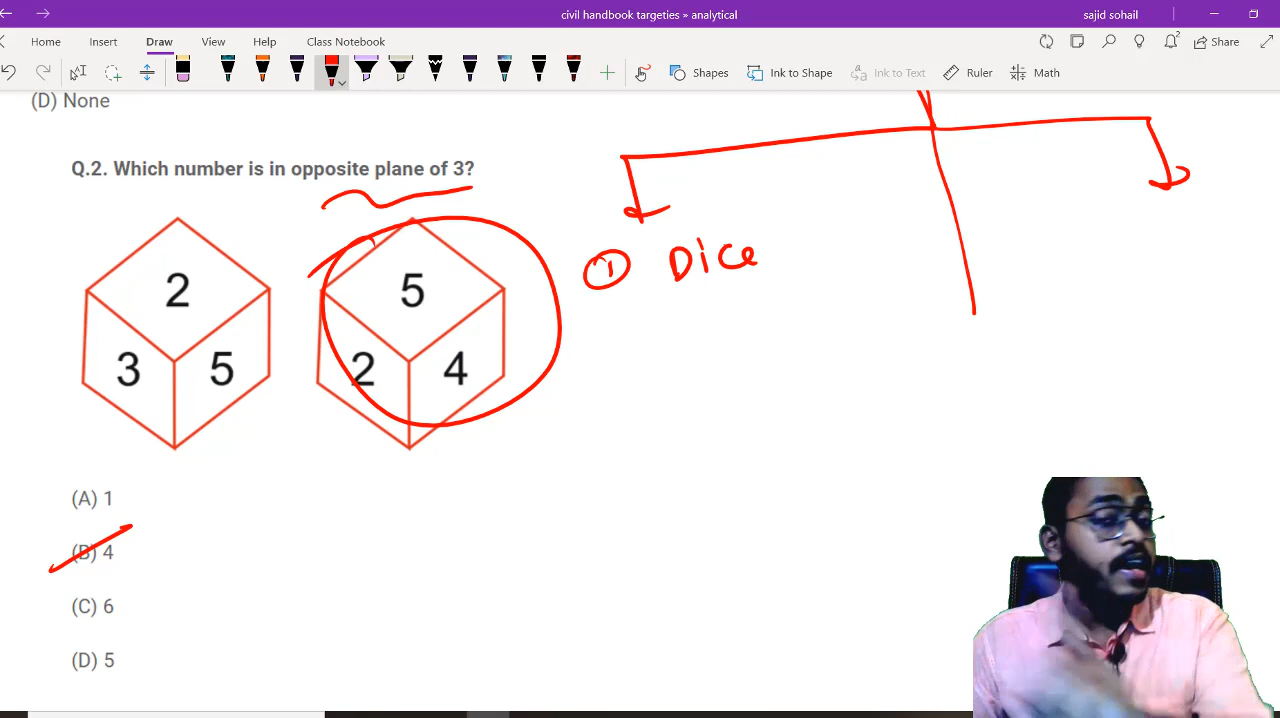 civil handbook targeties » analytical
sajid sohail
Home Insert Draw View Help Class Notebook
Share
Shapes Ink to Shape Ink to Text Ruler Math
(D) None
Q.2. Which number is in opposite plane of 3?
2
3 5
5
2 4
① Dice
(A) 1
(B) 4
(C) 6
(D) 5